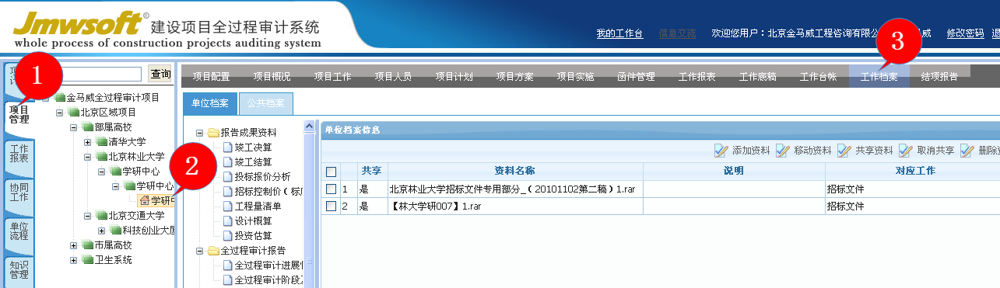 Jmwsoft® 建设项目全过程审计系统
whole process of construction projects auditing system
我的工作台 信息交流 欢迎您用户：北京金马威工程咨询有限公 威 修改密码
1
2
3
查询
项目管理
工作报表
协同工作
单位流程
知识管理
金马威全过程审计项目
北京区域项目
部属高校
清华大学
北京林业大学
学研中心
学研中心
学研中
北京交通大学
科技创业大厦
市属高校
卫生系统
项目配置 项目概况 项目工作 项目人员 项目计划 项目方案 项目实施 函件管理 工作报表 工作底稿 工作台帐 工作档案 结项报告
单位档案 公共档案
报告成果资料
竣工决算
竣工结算
投标报价分析
招标控制价（标底
工程量清单
设计概算
投资估算
全过程审计报告
全过程审计进展情
全过程审计阶段及
单位档案信息
添加资料 移动资料 共享资料 取消共享 删除资
共享 资料名称 说明 对应工作
1 是 北京林业大学招标文件专用部分_（20101102第二稿）1.rar 招标文件
2 是 【林大学研007】1.rar 招标文件